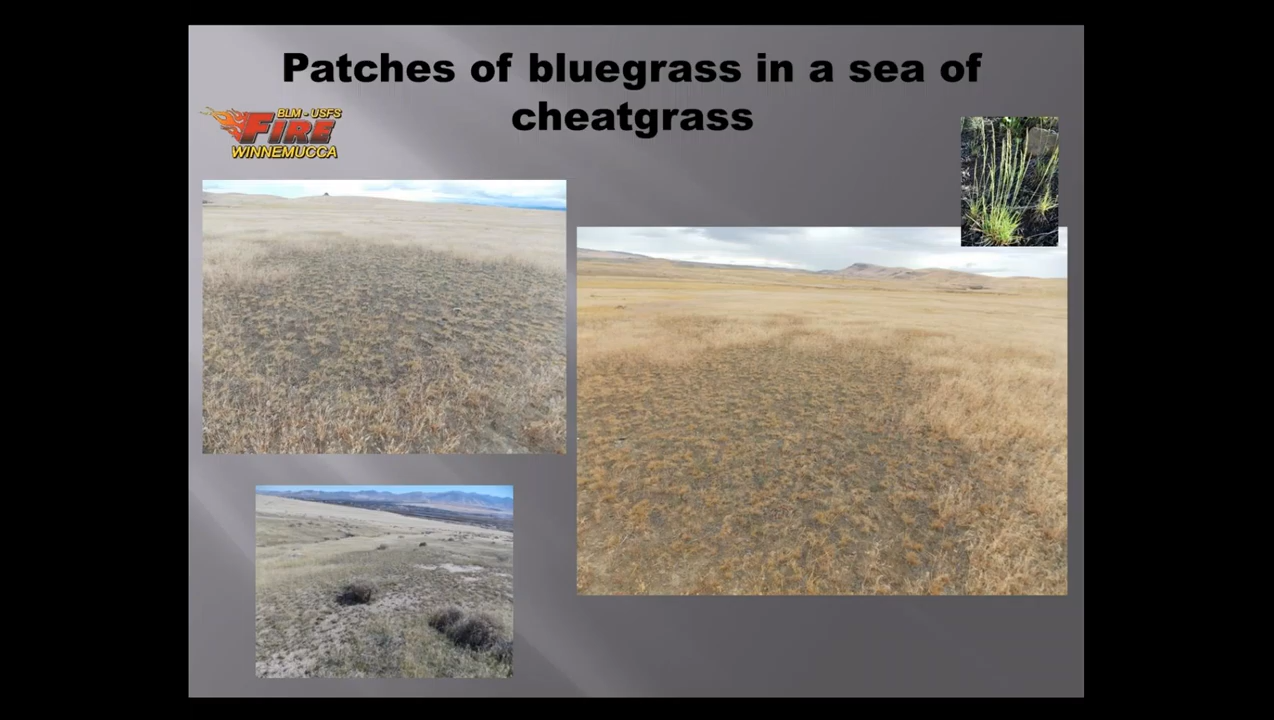 Patches of bluegrass in a sea of
cheatgrass
BLM - USFS
FIRE
WINNEMUCCA